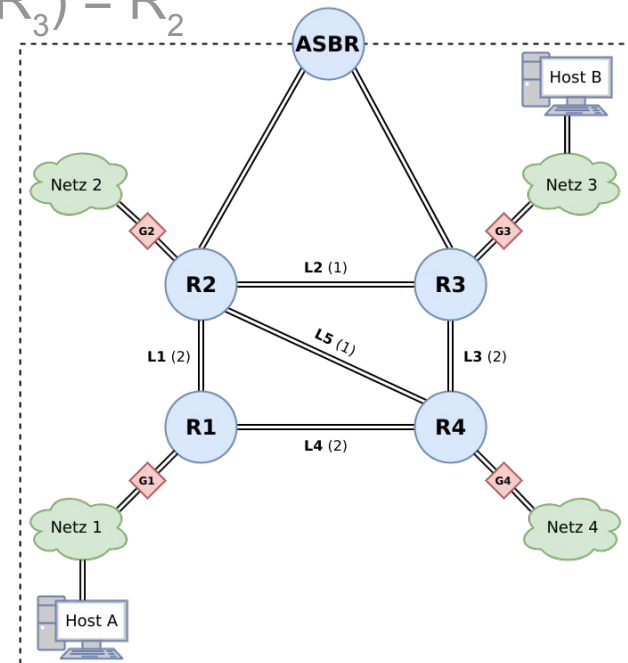 R₃) = R₂
ASBR
Host B
Netz 2
Netz 3
G2
G3
L2 (1)
R2
R3
L5 (1)
L1 (2)
L3 (2)
R1
R4
L4 (2)
G1
G4
Netz 1
Netz 4
Host A